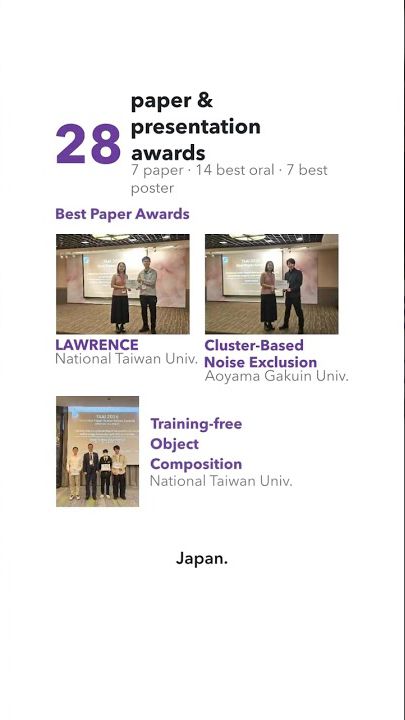 28
paper &
presentation
awards
7 paper · 14 best oral · 7 best
poster
Best Paper Awards
LAWRENCE
National Taiwan Univ.
Cluster-Based
Noise Exclusion
Aoyama Gakuin Univ.
Training-free
Object
Composition
National Taiwan Univ.
Japan.